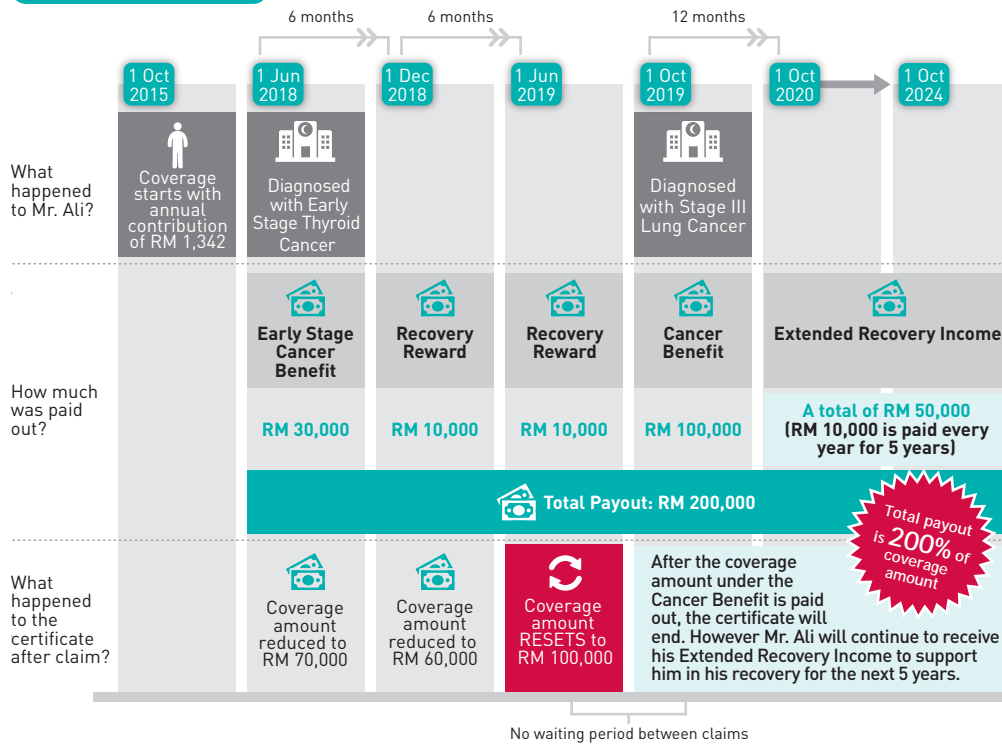 6 months
6 months
12 months
1 Oct
2015
1 Jun
2018
1 Dec
2018
1 Jun
2019
1 Oct
2019
1 Oct
2020
1 Oct
2024
What
happened
to Mr. Ali?
Coverage
starts with
annual
contribution
of RM 1,342
Diagnosed
with Early
Stage Thyroid
Cancer
Diagnosed
with Stage III
Lung Cancer
How much
was paid
out?
Early Stage
Cancer
Benefit
Recovery
Reward
Recovery
Reward
Cancer
Benefit
Extended Recovery Income
RM 30,000
RM 10,000
RM 10,000
RM 100,000
A total of RM 50,000
(RM 10,000 is paid every
year for 5 years)
Total Payout: RM 200,000
Total payout
is 200% of
coverage
amount
What
happened
to the
certificate
after claim?
Coverage
amount
reduced to
RM 70,000
Coverage
amount
reduced to
RM 60,000
Coverage
amount
RESETS to
RM 100,000
After the coverage
amount under the
Cancer Benefit is paid
out, the certificate will
end. However Mr. Ali will continue to receive
his Extended Recovery Income to support
him in his recovery for the next 5 years.
No waiting period between claims